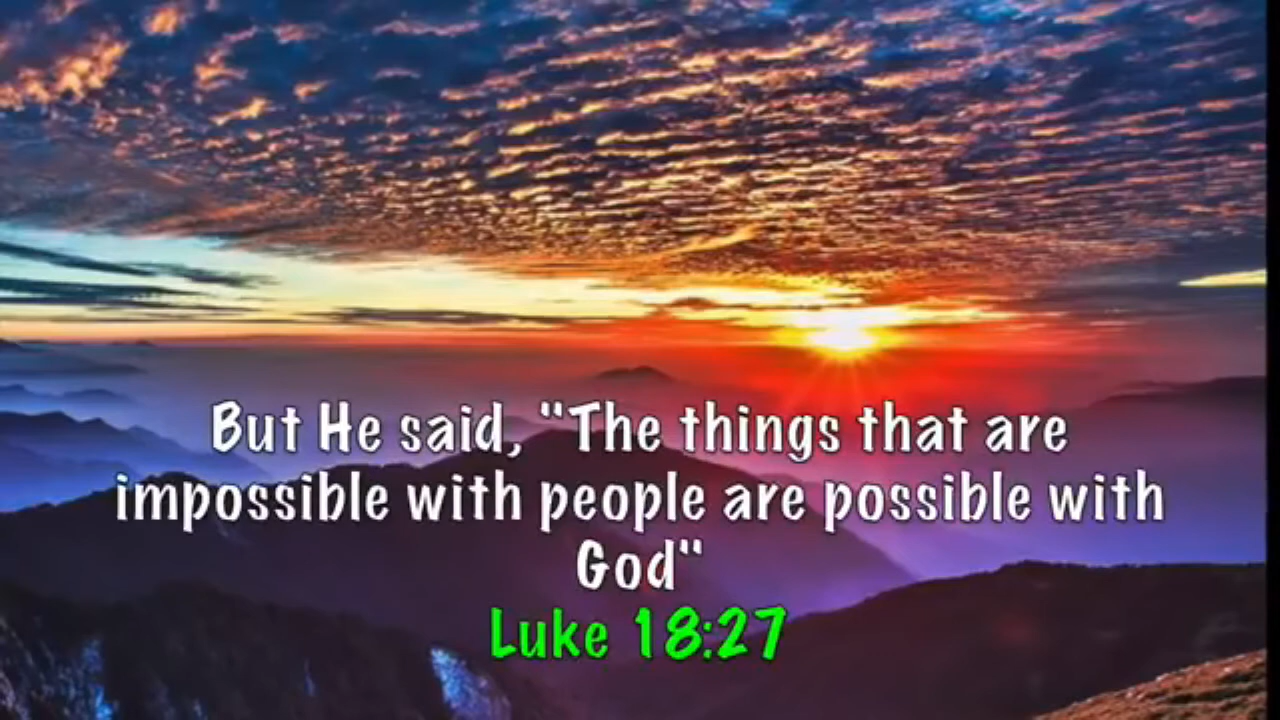 But He said, "The things that are
impossible with people are possible with
God"
Luke 18:27